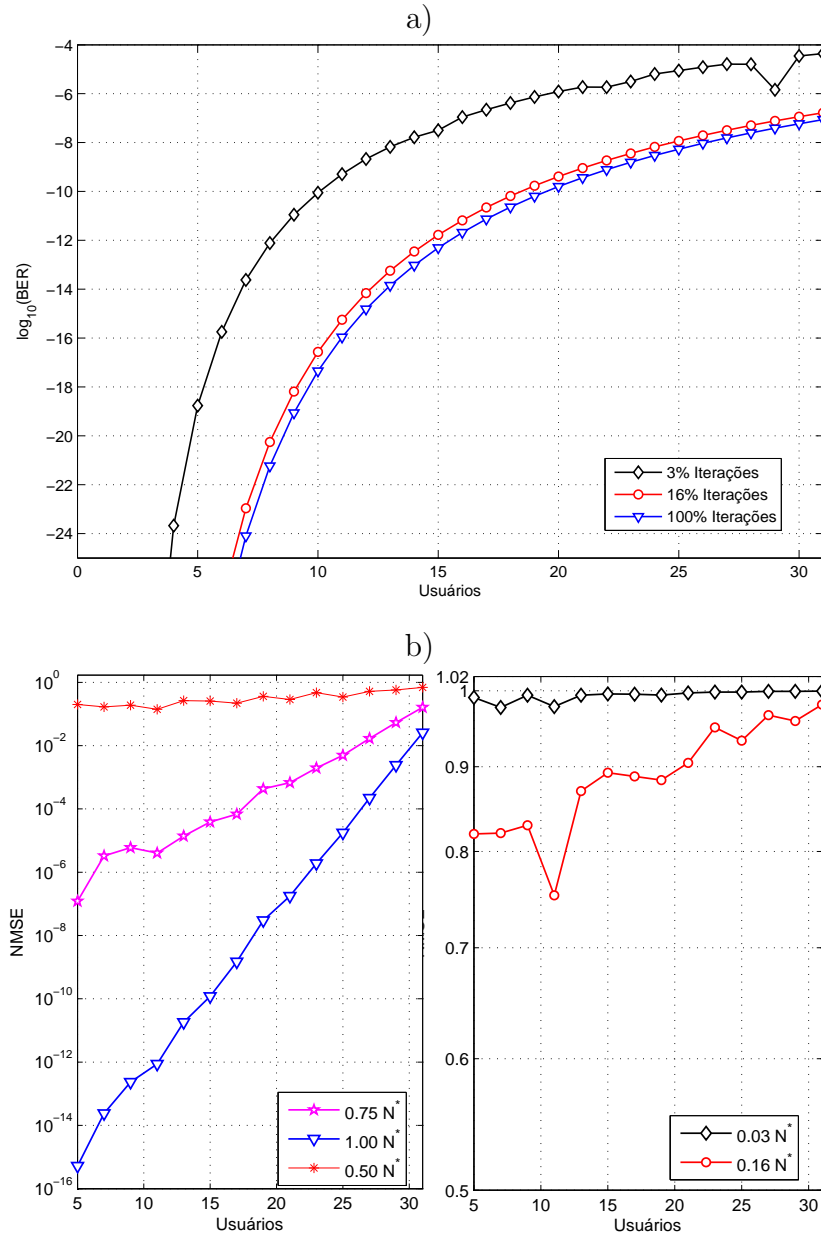 a)
−4
−6
−8
−10
−12
−14
−16
−18
−20
−22
−24
log10(BER)
0 5 10 15 20 25 30
Usuários
3% Iterações
16% Iterações
100% Iterações
b)
10^0
10^−2
10^−4
10^−6
10^−8
10^−10
10^−12
10^−14
10^−16
NMSE
5 10 15 20 25 30
Usuários
0.75 N*
1.00 N*
0.50 N*
1.02
1
0.9
0.8
0.7
0.6
0.5
5 10 15 20 25 30
Usuários
0.03 N*
0.16 N*